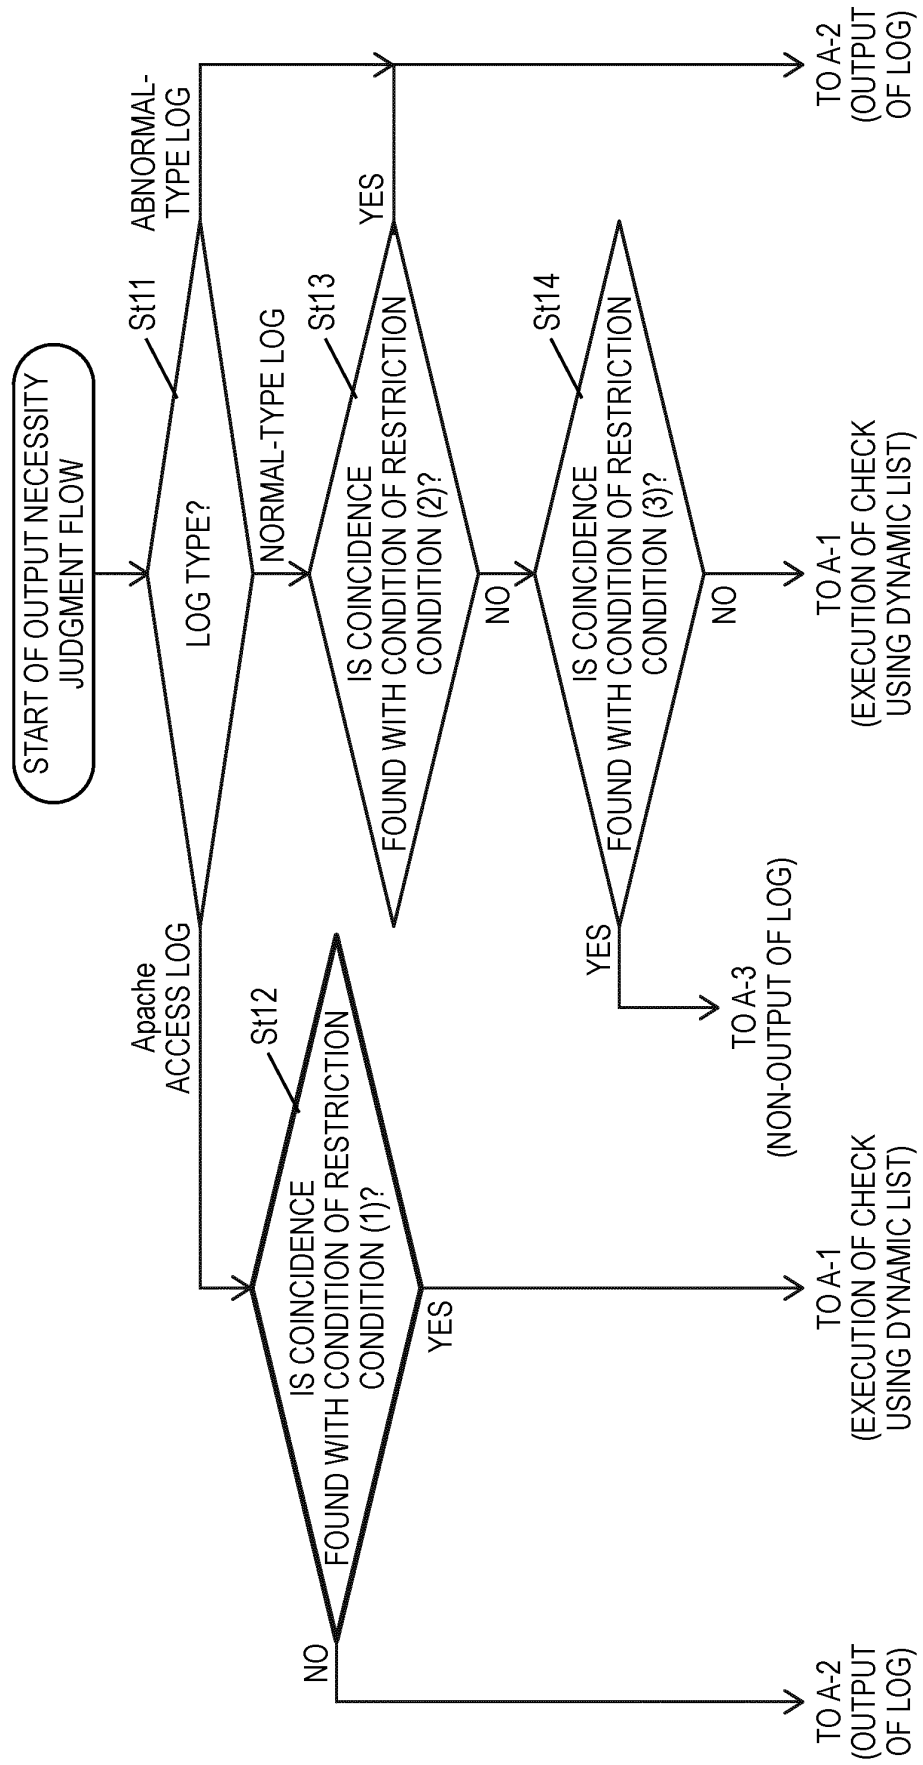 START OF OUTPUT NECESSITY
JUDGMENT FLOW
St11
LOG TYPE?
Apache
ACCESS LOG
ABNORMAL-
TYPE LOG
NORMAL-TYPE LOG
St12
IS COINCIDENCE
FOUND WITH CONDITION OF RESTRICTION
CONDITION (1)?
NO
YES
St13
IS COINCIDENCE
FOUND WITH CONDITION OF RESTRICTION
CONDITION (2)?
YES
NO
St14
IS COINCIDENCE
FOUND WITH CONDITION OF RESTRICTION
CONDITION (3)?
YES
NO
TO A-3
(NON-OUTPUT OF LOG)
TO A-2
(OUTPUT
OF LOG)
TO A-1
(EXECUTION OF CHECK
USING DYNAMIC LIST)
TO A-1
(EXECUTION OF CHECK
USING DYNAMIC LIST)
TO A-2
(OUTPUT
OF LOG)